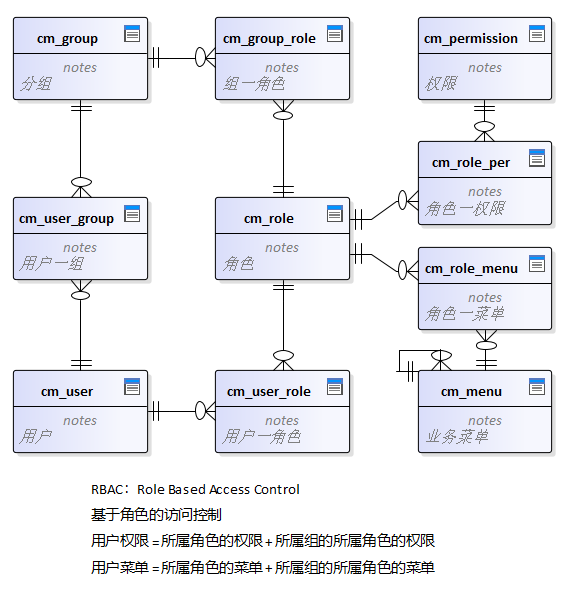 cm_group
notes
分组
cm_group_role
notes
组一角色
cm_permission
notes
权限
cm_role_per
notes
角色一权限
cm_user_group
notes
用户一组
cm_role
notes
角色
cm_role_menu
notes
角色一菜单
cm_user
notes
用户
cm_user_role
notes
用户一角色
cm_menu
notes
业务菜单
RBAC：Role Based Access Control
基于角色的访问控制
用户权限 = 所属角色的权限 + 所属组的所属角色的权限
用户菜单 = 所属角色的菜单 + 所属组的所属角色的菜单